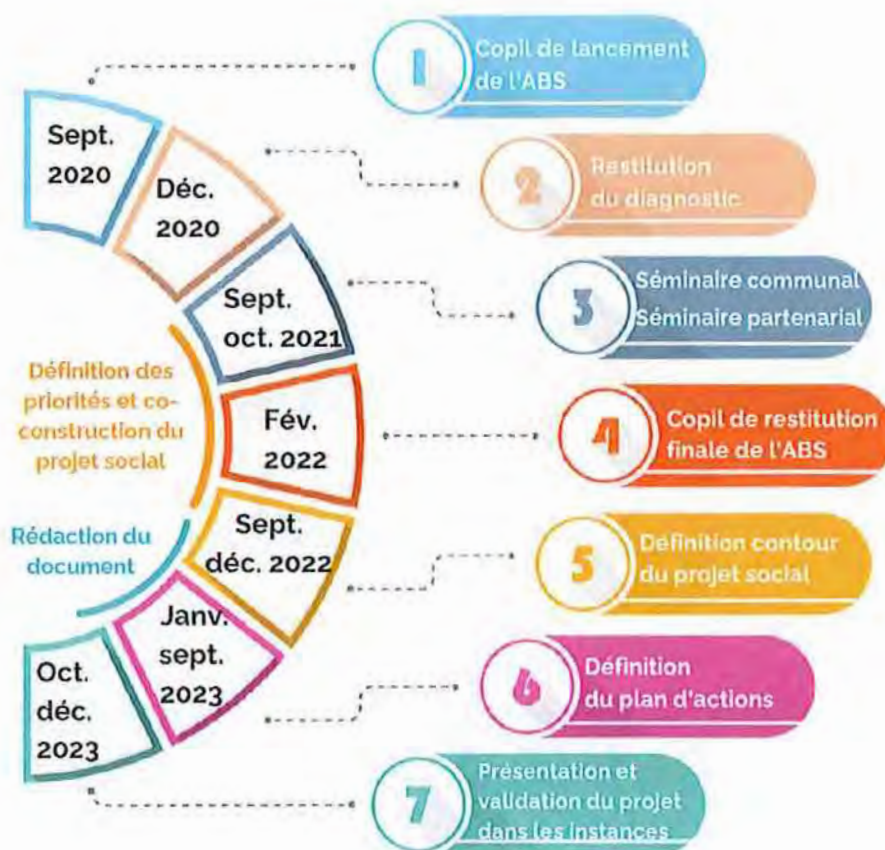 1
Copil de lancement
de l'ABS
Sept.
2020
2
Restitution
du diagnostic
Déc.
2020
3
Séminaire communal
Séminaire partenarial
Sept.
oct. 2021
Définition des
priorités et co-
construction du
projet social
4
Copil de restitution
finale de l'ABS
Fév.
2022
Rédaction du
document
5
Définition contour
du projet social
Sept.
déc. 2022
6
Définition
du plan d'actions
Janv.
sept.
2023
7
Présentation et
validation du projet
dans les instances
Oct.
déc.
2023